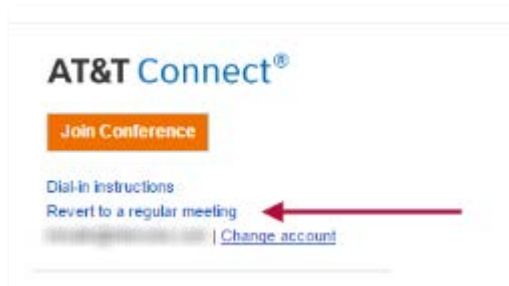 AT&T Connect®
Join Conference
Dial-in instructions
Revert to a regular meeting
| Change account